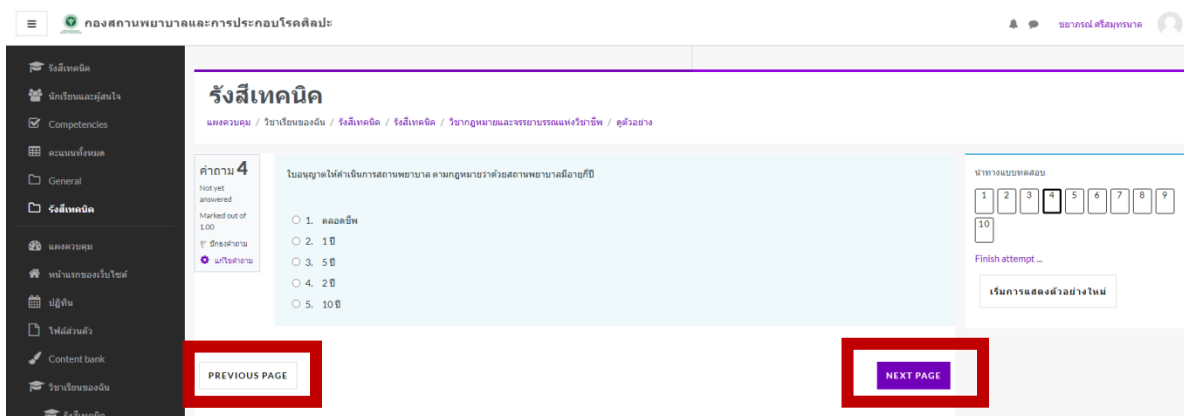 กองสถานพยาบาลและการประกอบโรคศิลปะ
ชยาภรณ์ ศรีสมุทรนาค
รังสีเทคนิค
นักเรียนและผู้สนใจ
Competencies
คะแนนทั้งหมด
General
รังสีเทคนิค
แผงควบคุม
หน้าแรกของเว็บไซต์
ปฏิทิน
ไฟล์ส่วนตัว
Content bank
วิชาเรียนของฉัน
รังสีเทคนิค
รังสีเทคนิค
แผงควบคุม / วิชาเรียนของฉัน / รังสีเทคนิค / รังสีเทคนิค / วิชากฎหมายและจรรยาบรรณแห่งวิชาชีพ / ดูตัวอย่าง
คำถาม 4
Not yet
answered
Marked out of
1.00
ปักธงคำถาม
แก้ไขคำถาม
ใบอนุญาตให้ดำเนินการสถานพยาบาล ตามกฎหมายว่าด้วยสถานพยาบาลมีอายุกี่ปี
1. ตลอดชีพ
2. 1 ปี
3. 5 ปี
4. 2 ปี
5. 10 ปี
PREVIOUS PAGE
NEXT PAGE
นำทางแบบทดสอบ
1 2 3 4 5 6 7 8 9
10
Finish attempt ...
เริ่มการแสดงตัวอย่างใหม่